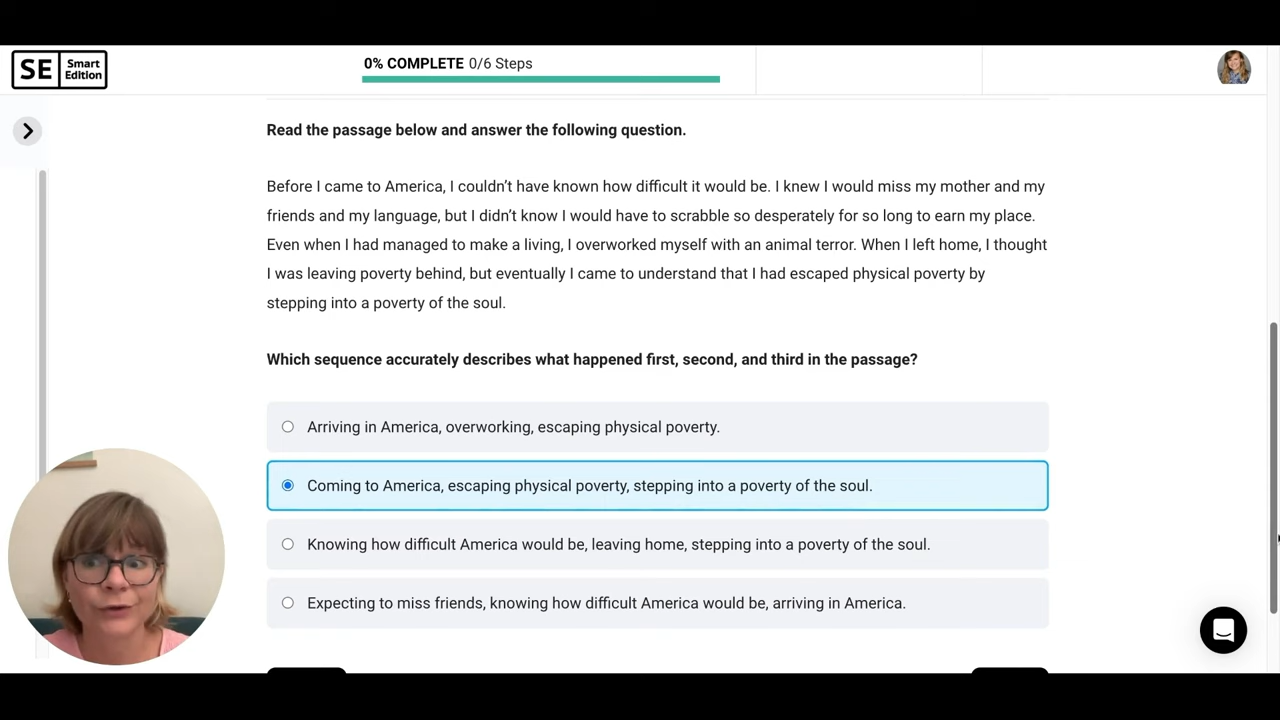 SE Smart Edition
0% COMPLETE 0/6 Steps
Read the passage below and answer the following question.
Before I came to America, I couldn’t have known how difficult it would be. I knew I would miss my mother and my
friends and my language, but I didn’t know I would have to scrabble so desperately for so long to earn my place.
Even when I had managed to make a living, I overworked myself with an animal terror. When I left home, I thought
I was leaving poverty behind, but eventually I came to understand that I had escaped physical poverty by
stepping into a poverty of the soul.
Which sequence accurately describes what happened first, second, and third in the passage?
Arriving in America, overworking, escaping physical poverty.
Coming to America, escaping physical poverty, stepping into a poverty of the soul.
Knowing how difficult America would be, leaving home, stepping into a poverty of the soul.
Expecting to miss friends, knowing how difficult America would be, arriving in America.